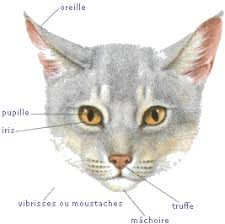 oreille
pupille
iris
vibrisses ou moustaches
truffe
mâchoire